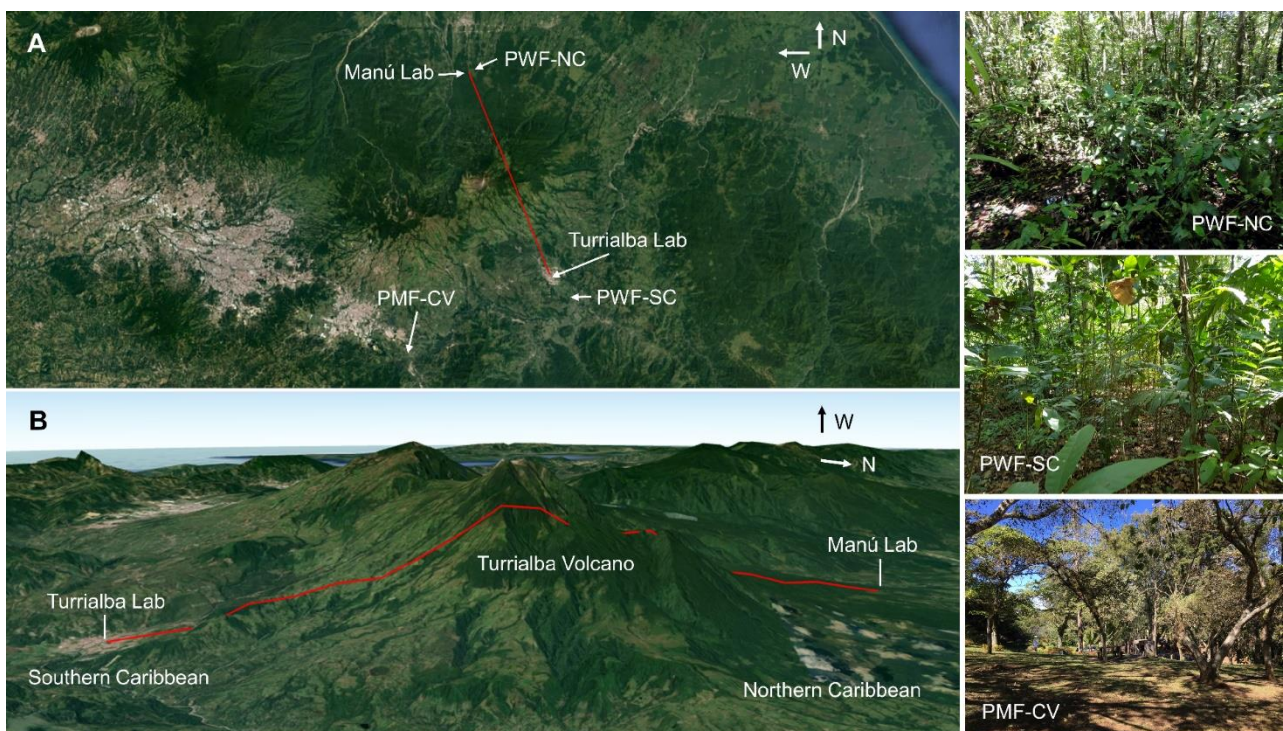 A
N
W
Manú Lab
PWF-NC
Turrialba Lab
PWF-SC
PMF-CV
B
W
N
Turrialba Volcano
Manú Lab
Turrialba Lab
Southern Caribbean
Northern Caribbean
PWF-NC
PWF-SC
PMF-CV